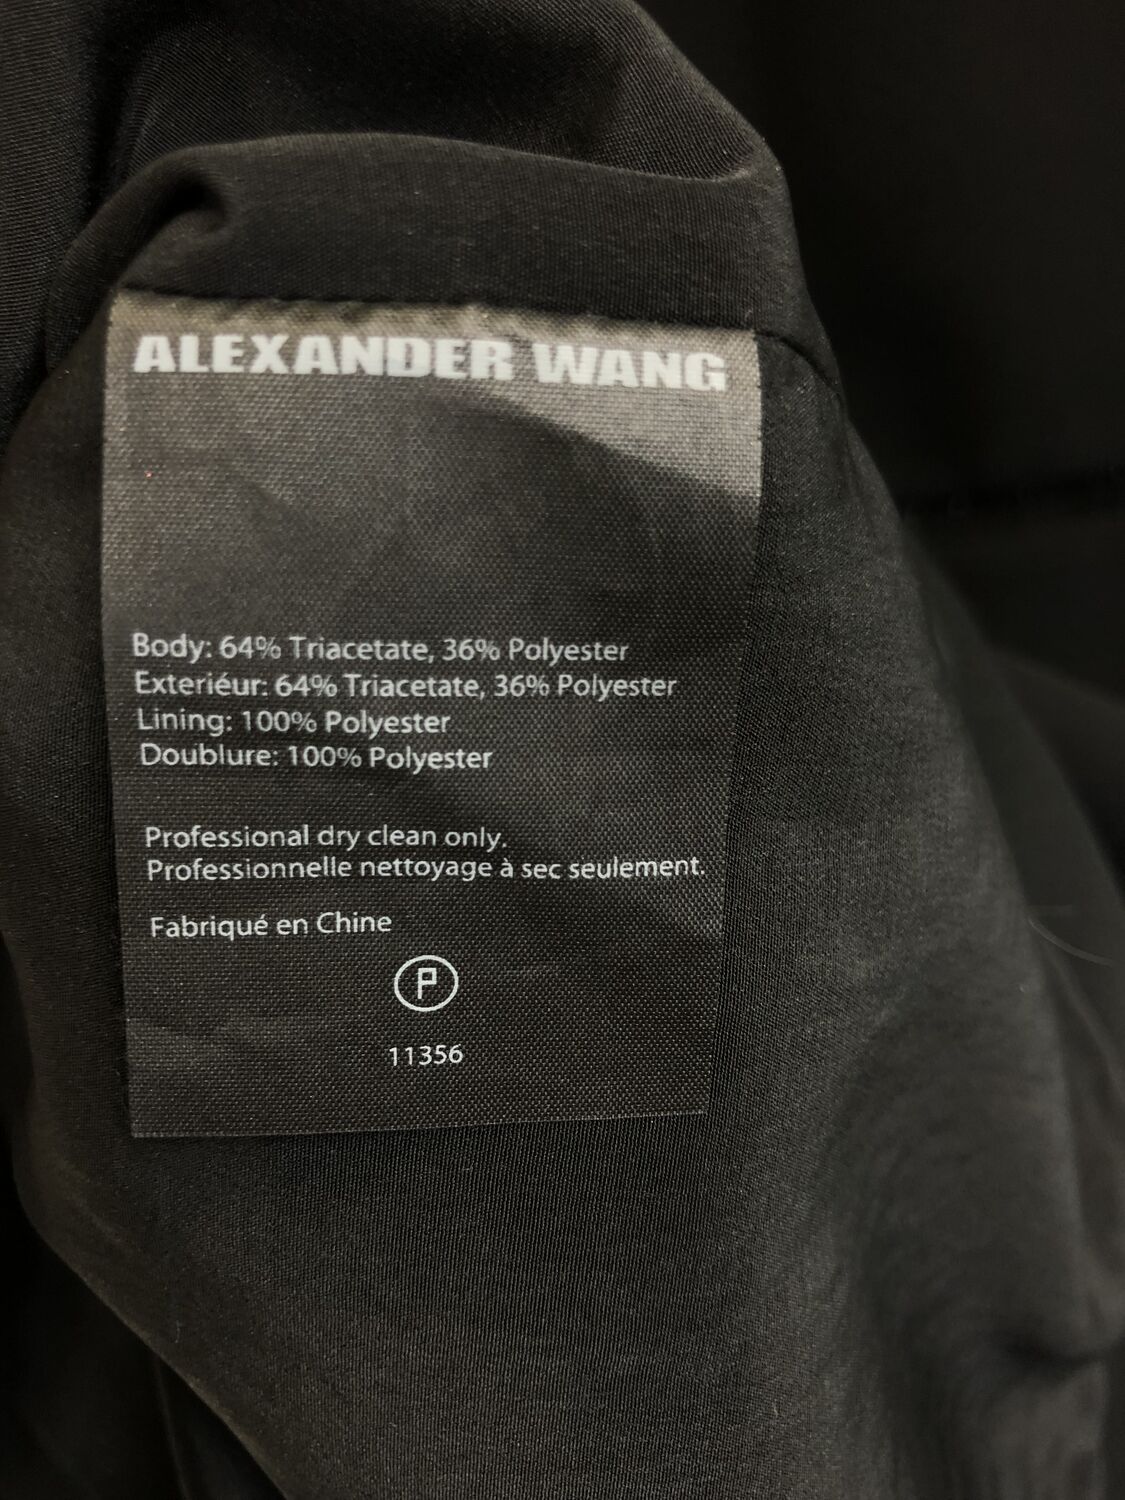 ALEXANDER WANG
Body: 64% Triacetate, 36% Polyester
Exteriéur: 64% Triacetate, 36% Polyester
Lining: 100% Polyester
Doublure: 100% Polyester
Professional dry clean only.
Professionnelle nettoyage à sec seulement.
Fabriqué en Chine
P
11356